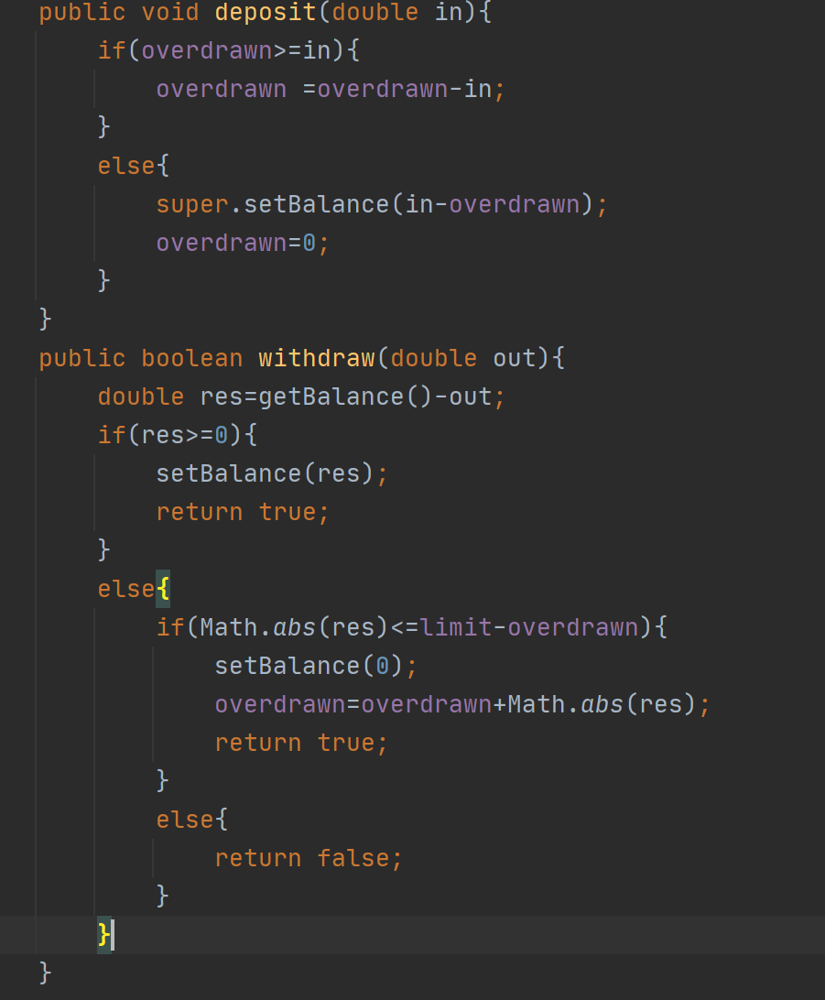 public void deposit(double in){
if(overdrawn>=in){
overdrawn =overdrawn-in;
}
else{
super.setBalance(in-overdrawn);
overdrawn=0;
}
}
public boolean withdraw(double out){
double res=getBalance()-out;
if(res>=0){
setBalance(res);
return true;
}
else{
if(Math.abs(res)<=limit-overdrawn){
setBalance(0);
overdrawn=overdrawn+Math.abs(res);
return true;
}
else{
return false;
}
}
}